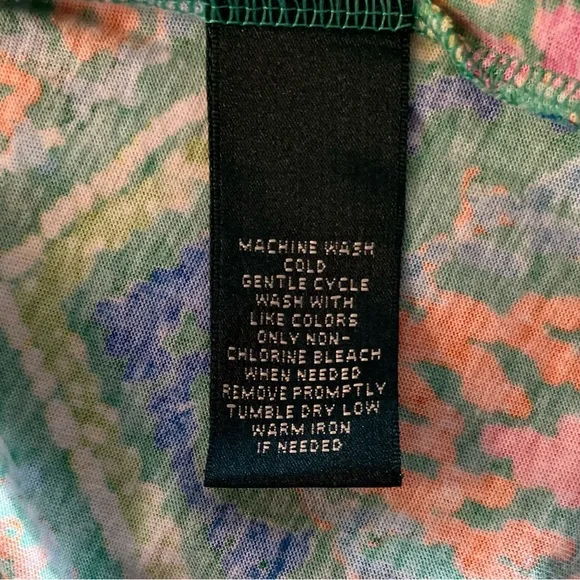 MACHINE WASH
COLD
GENTLE CYCLE
WASH WITH
LIKE COLORS
ONLY NON-
CHLORINE BLEACH
WHEN NEEDED
REMOVE PROMPTLY
TUMBLE DRY LOW
WARM IRON
IF NEEDED